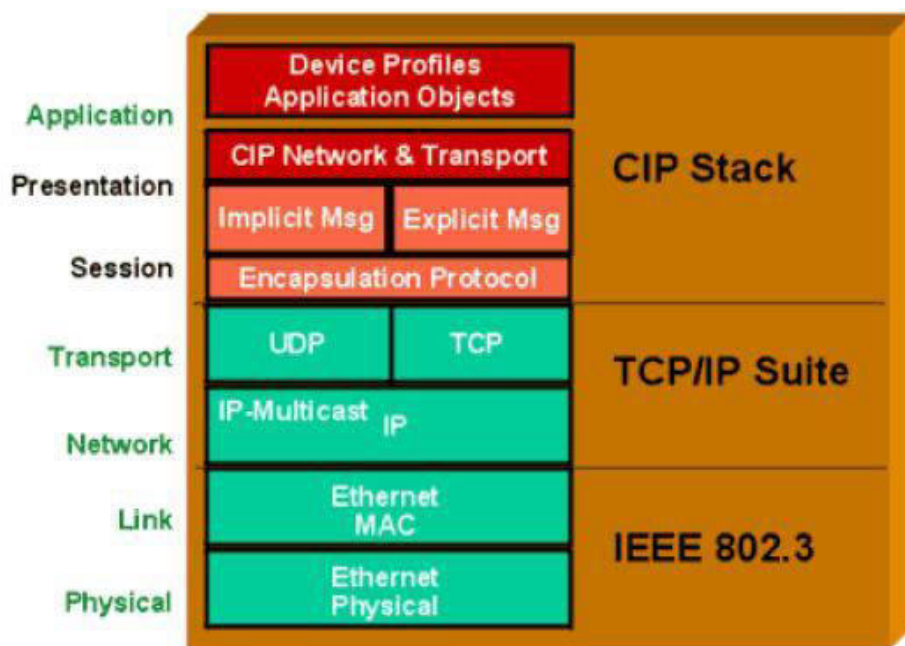 Device Profiles
Application Objects
Application
CIP Network & Transport
CIP Stack
Presentation
Implicit Msg
Explicit Msg
Session
Encapsulation Protocol
UDP
TCP
Transport
TCP/IP Suite
IP-Multicast
IP
Network
Ethernet
MAC
Link
IEEE 802.3
Ethernet
Physical
Physical